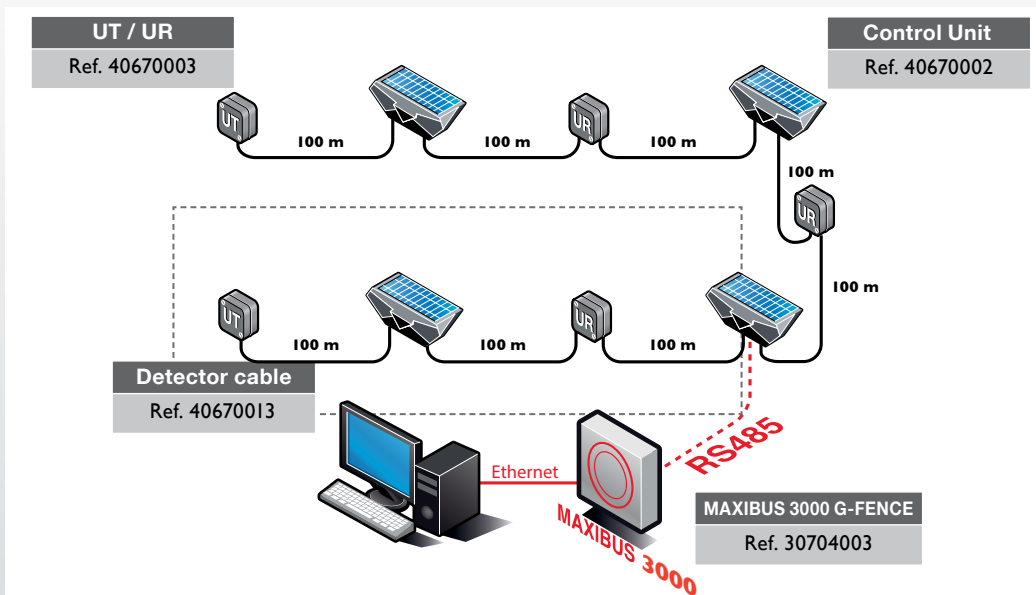 UT / UR
Ref. 40670003
Control Unit
Ref. 40670002
UT
UR
100 m
100 m
100 m
100 m
UR
100 m
UT
UR
100 m
100 m
100 m
Detector cable
Ref. 40670013
RS485
Ethernet
MAXIBUS 3000
MAXIBUS 3000 G-FENCE
Ref. 30704003